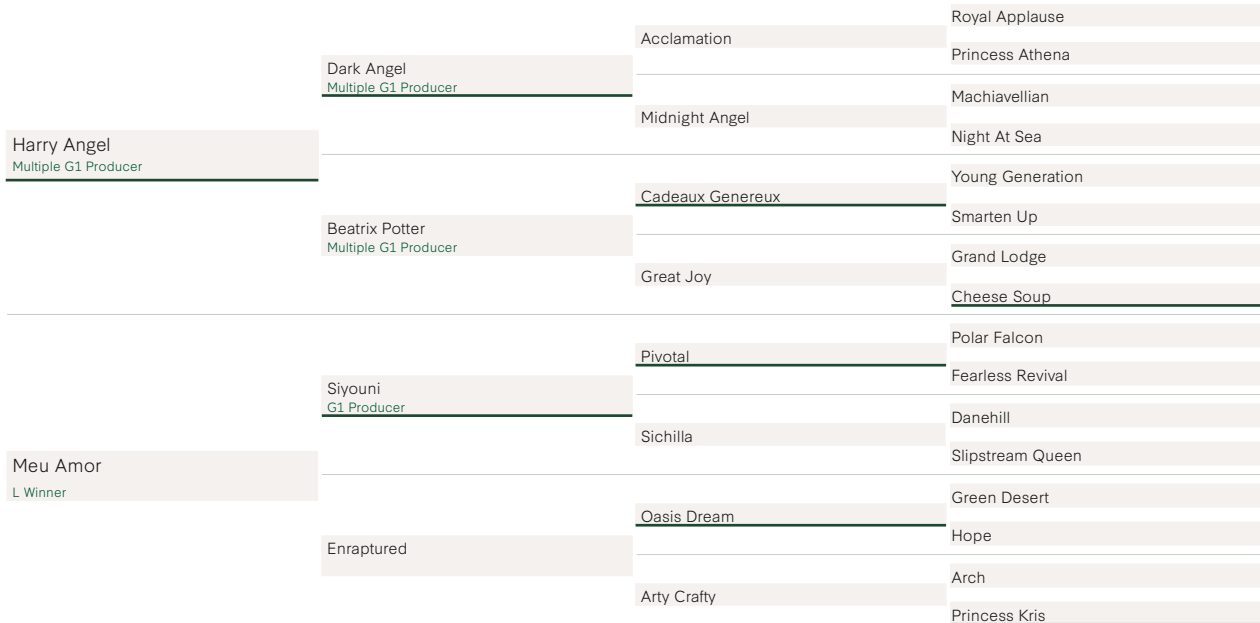 Harry Angel
Multiple G1 Producer
Meu Amor
L Winner
Dark Angel
Multiple G1 Producer
Beatrix Potter
Multiple G1 Producer
Siyouni
G1 Producer
Enraptured
Acclamation
Midnight Angel
Cadeaux Genereux
Great Joy
Pivotal
Sichilla
Oasis Dream
Arty Crafty
Royal Applause
Princess Athena
Machiavellian
Night At Sea
Young Generation
Smarten Up
Grand Lodge
Cheese Soup
Polar Falcon
Fearless Revival
Danehill
Slipstream Queen
Green Desert
Hope
Arch
Princess Kris